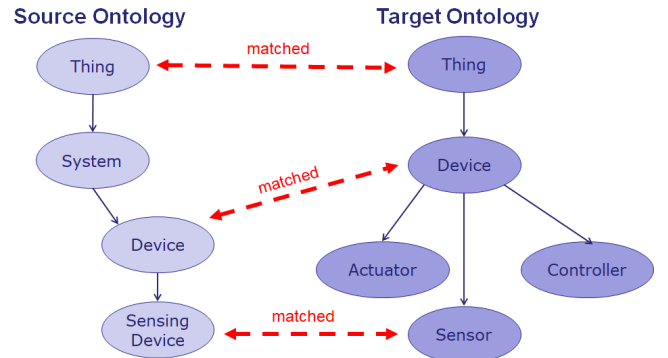 Source Ontology
Target Ontology
matched
Thing
Thing
System
Device
matched
Device
Actuator
Controller
matched
Sensing
Device
Sensor